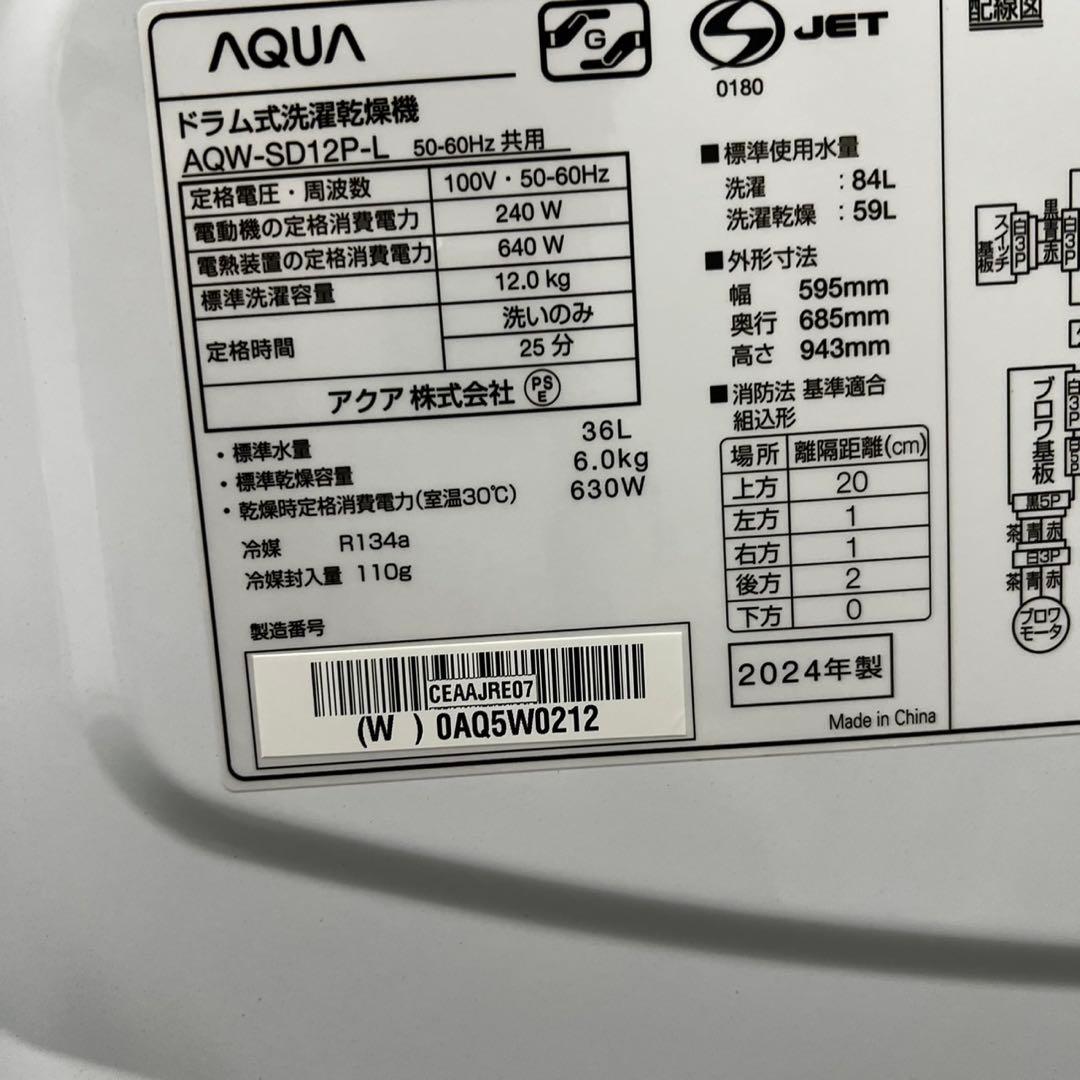 AQUA
G
S JET
0180
ドラム式洗濯乾燥機
AQW-SD12P-L 50-60Hz 共用
定格電圧・周波数 100V・50-60Hz
電動機の定格消費電力 240 W
電熱装置の定格消費電力 640 W
標準洗濯容量 12.0 kg
定格時間 洗いのみ
25 分
アクア 株式会社 PS E
・標準水量 36L
・標準乾燥容量 6.0kg
・乾燥時定格消費電力(室温30℃) 630W
冷媒 R134a
冷媒封入量 110g
製造番号
CEAAJRE07
(W ) 0AQ5W0212
■標準使用水量
洗濯 :84L
洗濯乾燥 :59L
■外形寸法
幅 595mm
奥行 685mm
高さ 943mm
■消防法 基準適合
組込形
場所 離隔距離(cm)
上方 20
左方 1
右方 1
後方 2
下方 0
2024年製
Made in China
配線図
スイッチ基板
白3P
黒
青
赤
白3P
ブロワ基板
白3P
白5P
黒5P
茶 青 赤
白3P
茶 青 赤
ブロワ
モータ